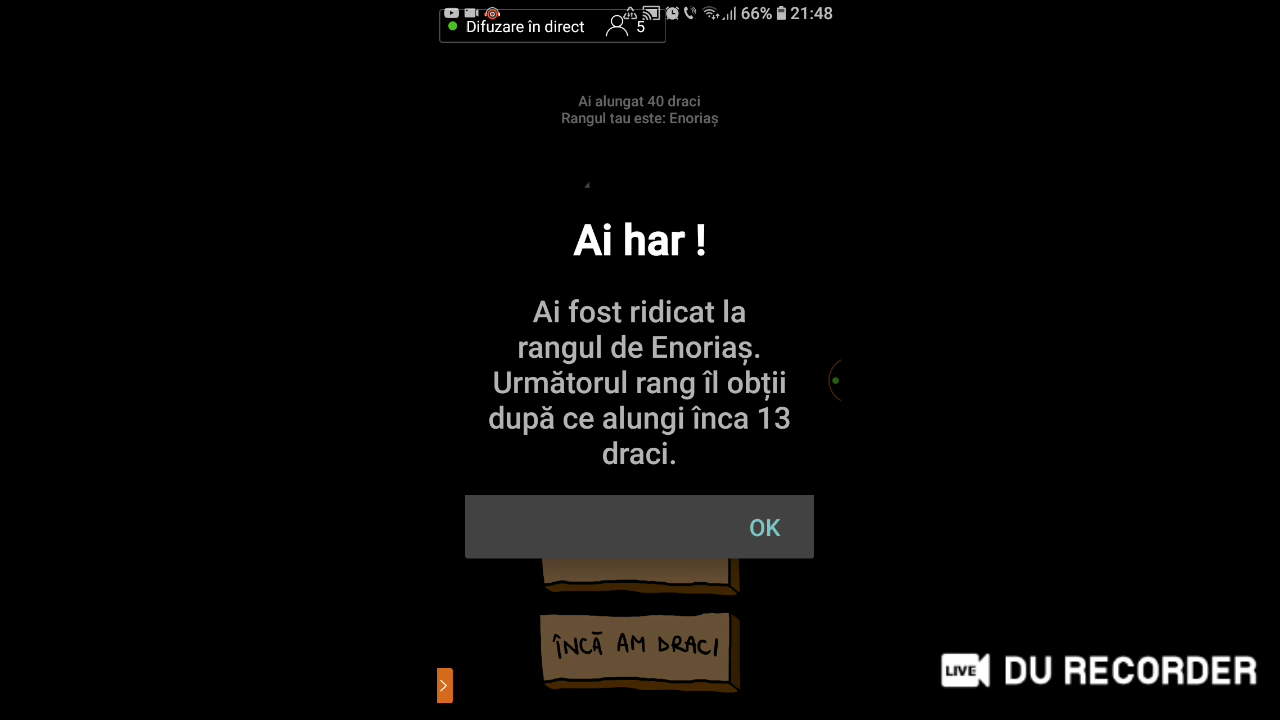 66% 21:48
Difuzare în direct 5
Ai alungat 40 draci
Rangul tau este: Enoriaș
Ai har !
Ai fost ridicat la
rangul de Enoriaș.
Următorul rang îl obții
după ce alungi înca 13
draci.
OK
ÎNCĂ AM DRACI
LIVE DU RECORDER